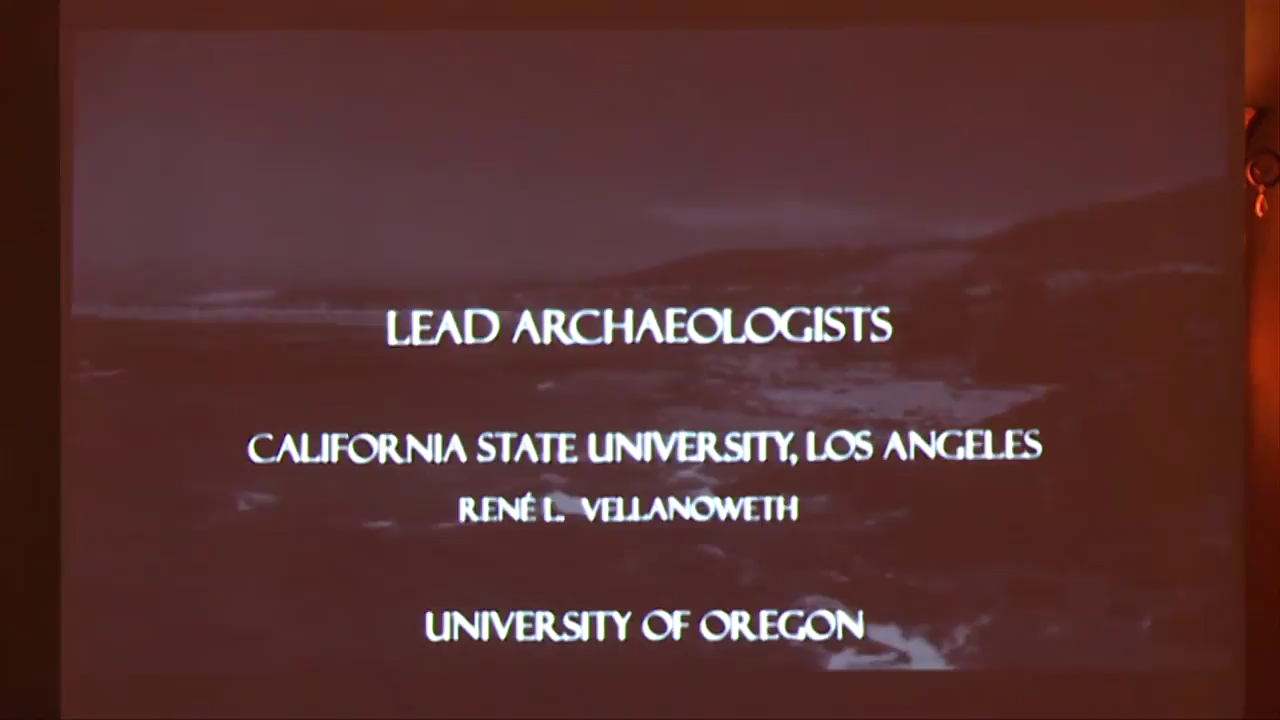 LEAD ARCHAEOLOGISTS
CALIFORNIA STATE UNIVERSITY, LOS ANGELES
RENÉ L. VELLANOWETH
UNIVERSITY OF OREGON